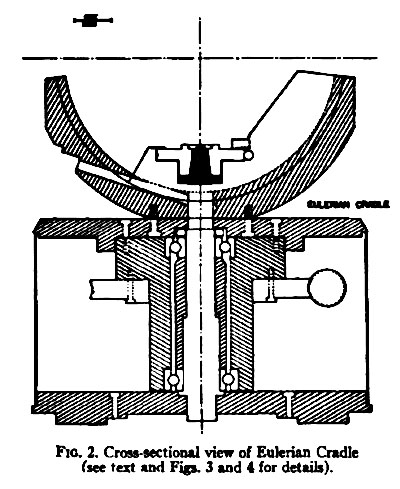 EULERIAN CRADLE
FIG. 2. Cross-sectional view of Eulerian Cradle
(see text and Figs. 3 and 4 for details).